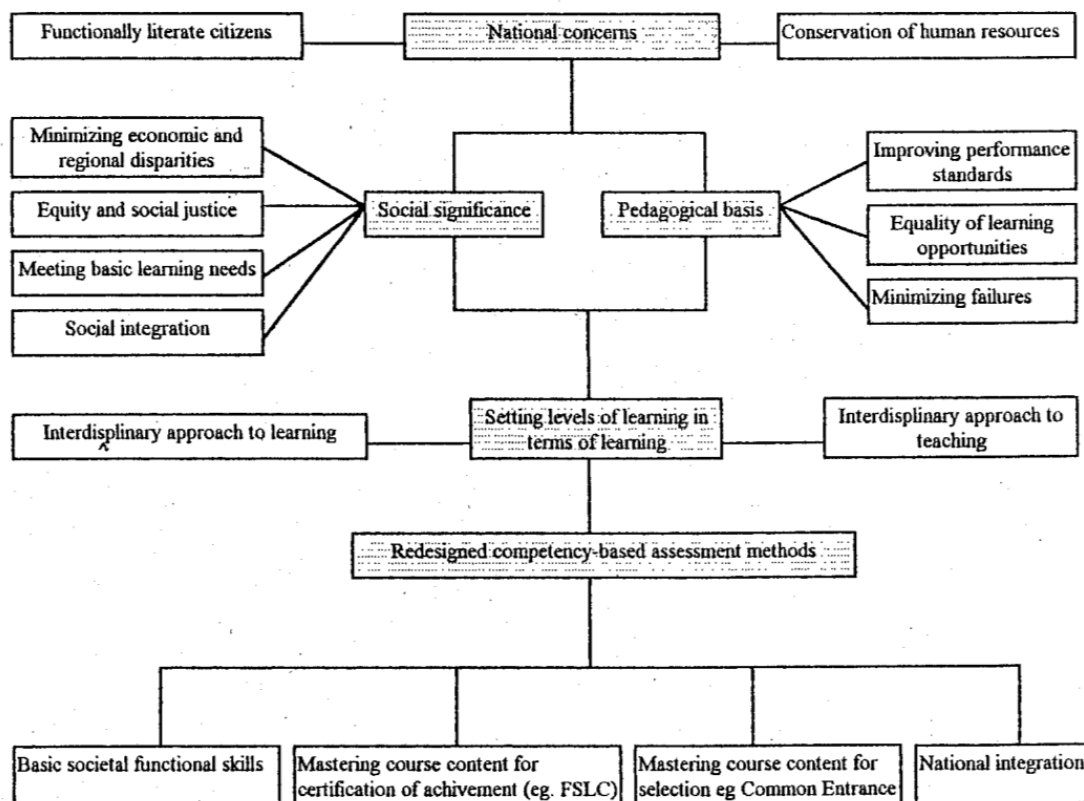 Functionally literate citizens
National concerns
Conservation of human resources
Minimizing economic and
regional disparities
Equity and social justice
Meeting basic learning needs
Social integration
Social significance
Pedagogical basis
Improving performance
standards
Equality of learning
opportunities
Minimizing failures
Interdisplinary approach to learning
^
Setting levels of learning in
terms of learning
Interdisplinary approach to
teaching
Redesigned competency-based assessment methods
Basic societal functional skills
Mastering course content for
certification of achivement (eg. FSLC)
Mastering course content for
selection eg Common Entrance
National integration